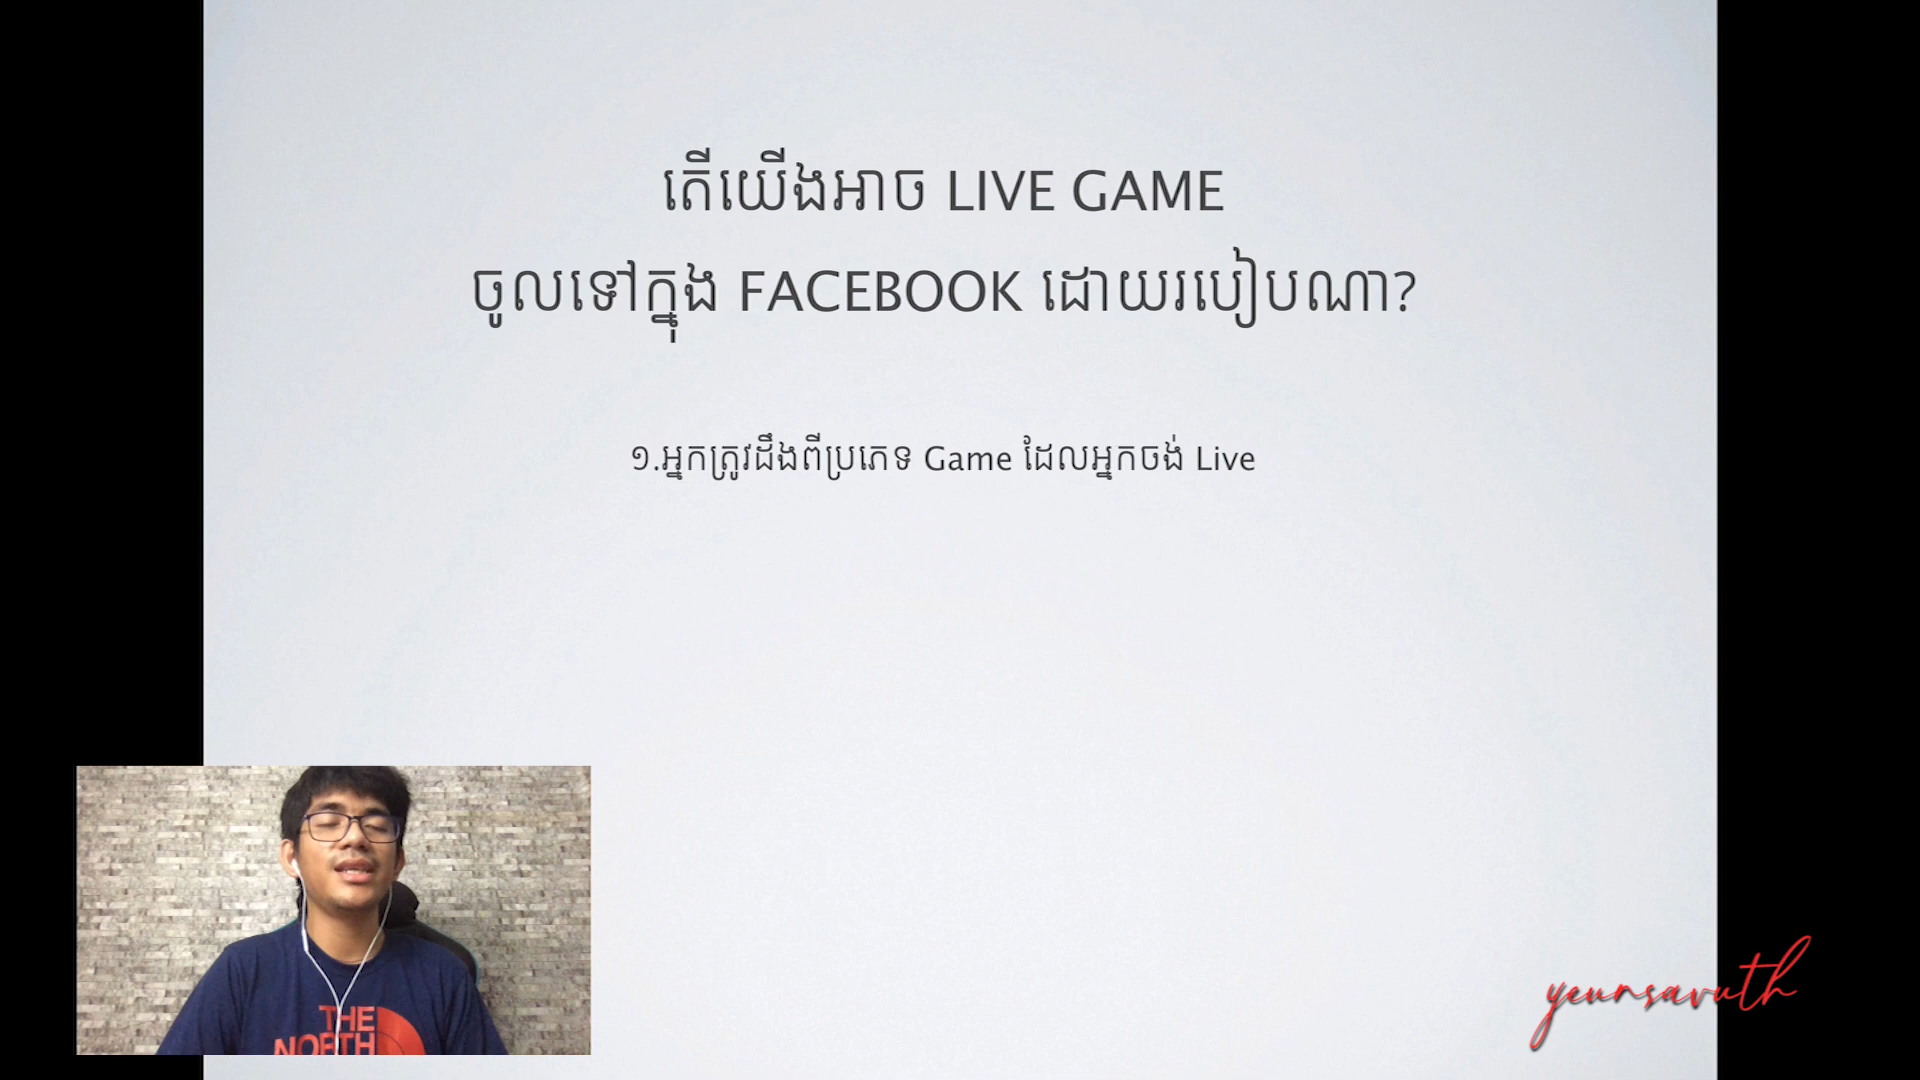 តើយើងអាច LIVE GAME
ចូលទៅក្នុង FACEBOOK ដោយរបៀបណា?
១.អ្នកត្រូវដឹងពីប្រភេទ Game ដែលអ្នកចង់ Live
THE
NORTH
yeunsavuth